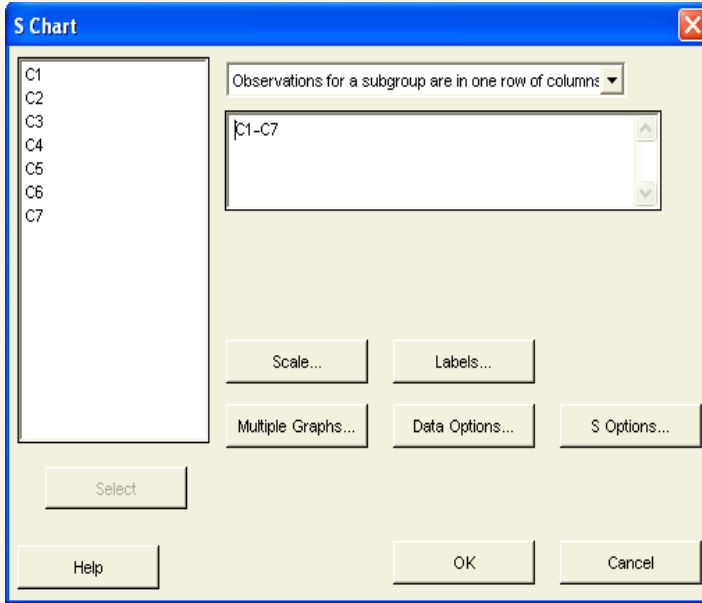 S Chart
C1
C2
C3
C4
C5
C6
C7
Observations for a subgroup are in one row of columns:
C1-C7
Scale...
Labels...
Multiple Graphs...
Data Options...
S Options...
Select
Help
OK
Cancel